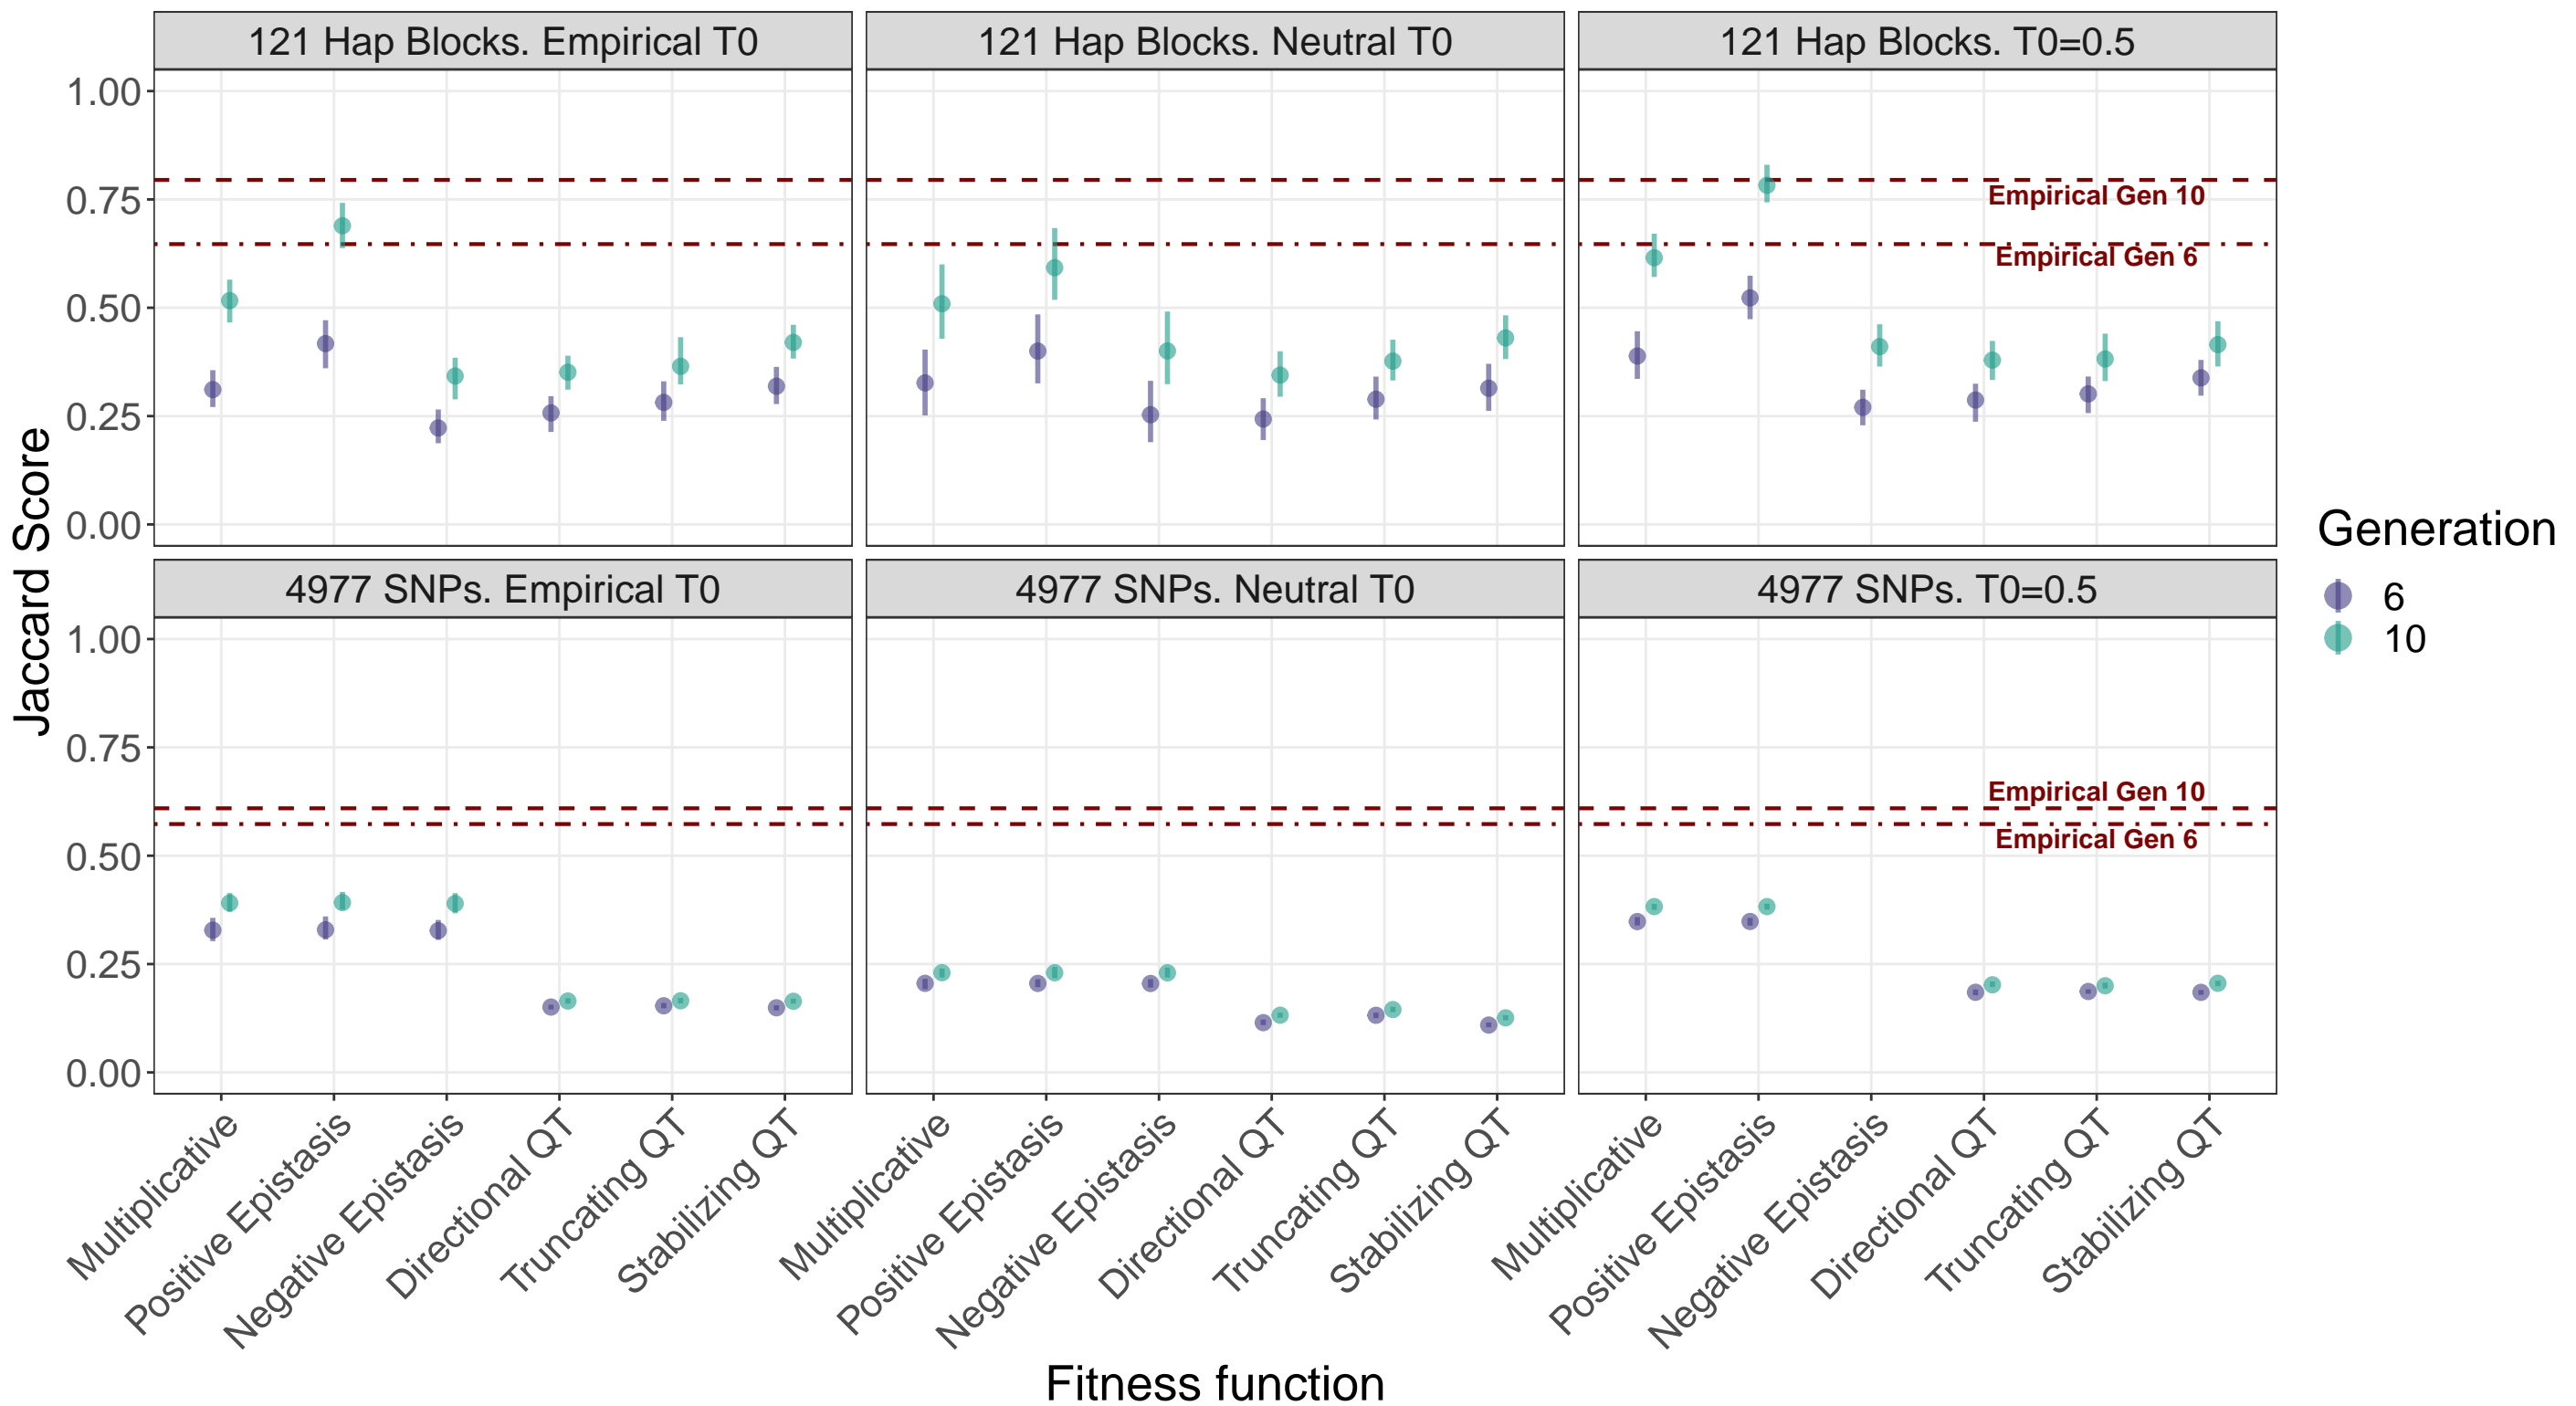 121 Hap Blocks. Empirical T0
121 Hap Blocks. Neutral T0
121 Hap Blocks. T0=0.5
1.00
0.75
0.50
0.25
0.00
Empirical Gen 10
Empirical Gen 6
4977 SNPs. Empirical T0
4977 SNPs. Neutral T0
4977 SNPs. T0=0.5
1.00
0.75
0.50
0.25
0.00
Empirical Gen 10
Empirical Gen 6
Jaccard Score
Multiplicative
Positive Epistasis
Negative Epistasis
Directional QT
Truncating QT
Stabilizing QT
Multiplicative
Positive Epistasis
Negative Epistasis
Directional QT
Truncating QT
Stabilizing QT
Multiplicative
Positive Epistasis
Negative Epistasis
Directional QT
Truncating QT
Stabilizing QT
Fitness function
Generation
6
10